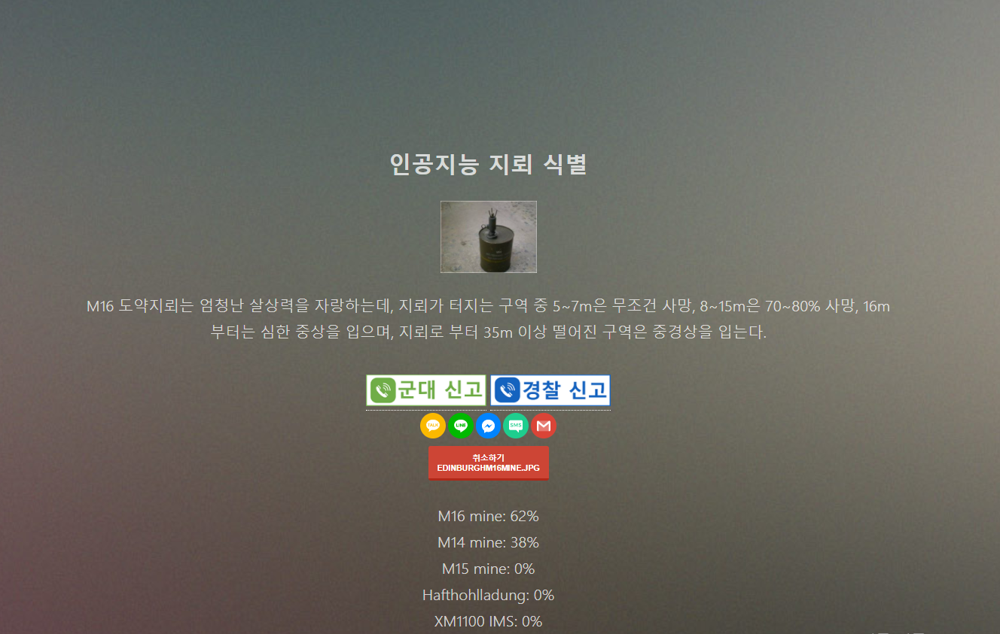 인공지능 지뢰 식별
M16 도약지뢰는 엄청난 살상력을 자랑하는데, 지뢰가 터지는 구역 중 5~7m은 무조건 사망, 8~15m은 70~80% 사망, 16m
부터는 심한 중상을 입으며, 지뢰로 부터 35m 이상 떨어진 구역은 중경상을 입는다.
군대 신고 경찰 신고
TALK LINE SMS
취소하기
EDINBURGHM16MINE.JPG
M16 mine: 62%
M14 mine: 38%
M15 mine: 0%
Hafthohlladung: 0%
XM1100 IMS: 0%